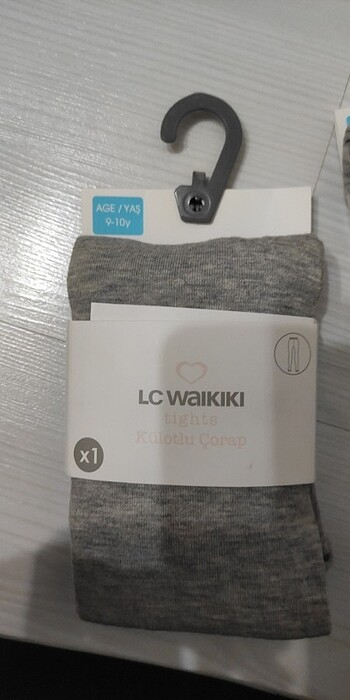 AGE / YAŞ
9-10y
LC WAIKIKI
tights
Külotlu Çorap
x1